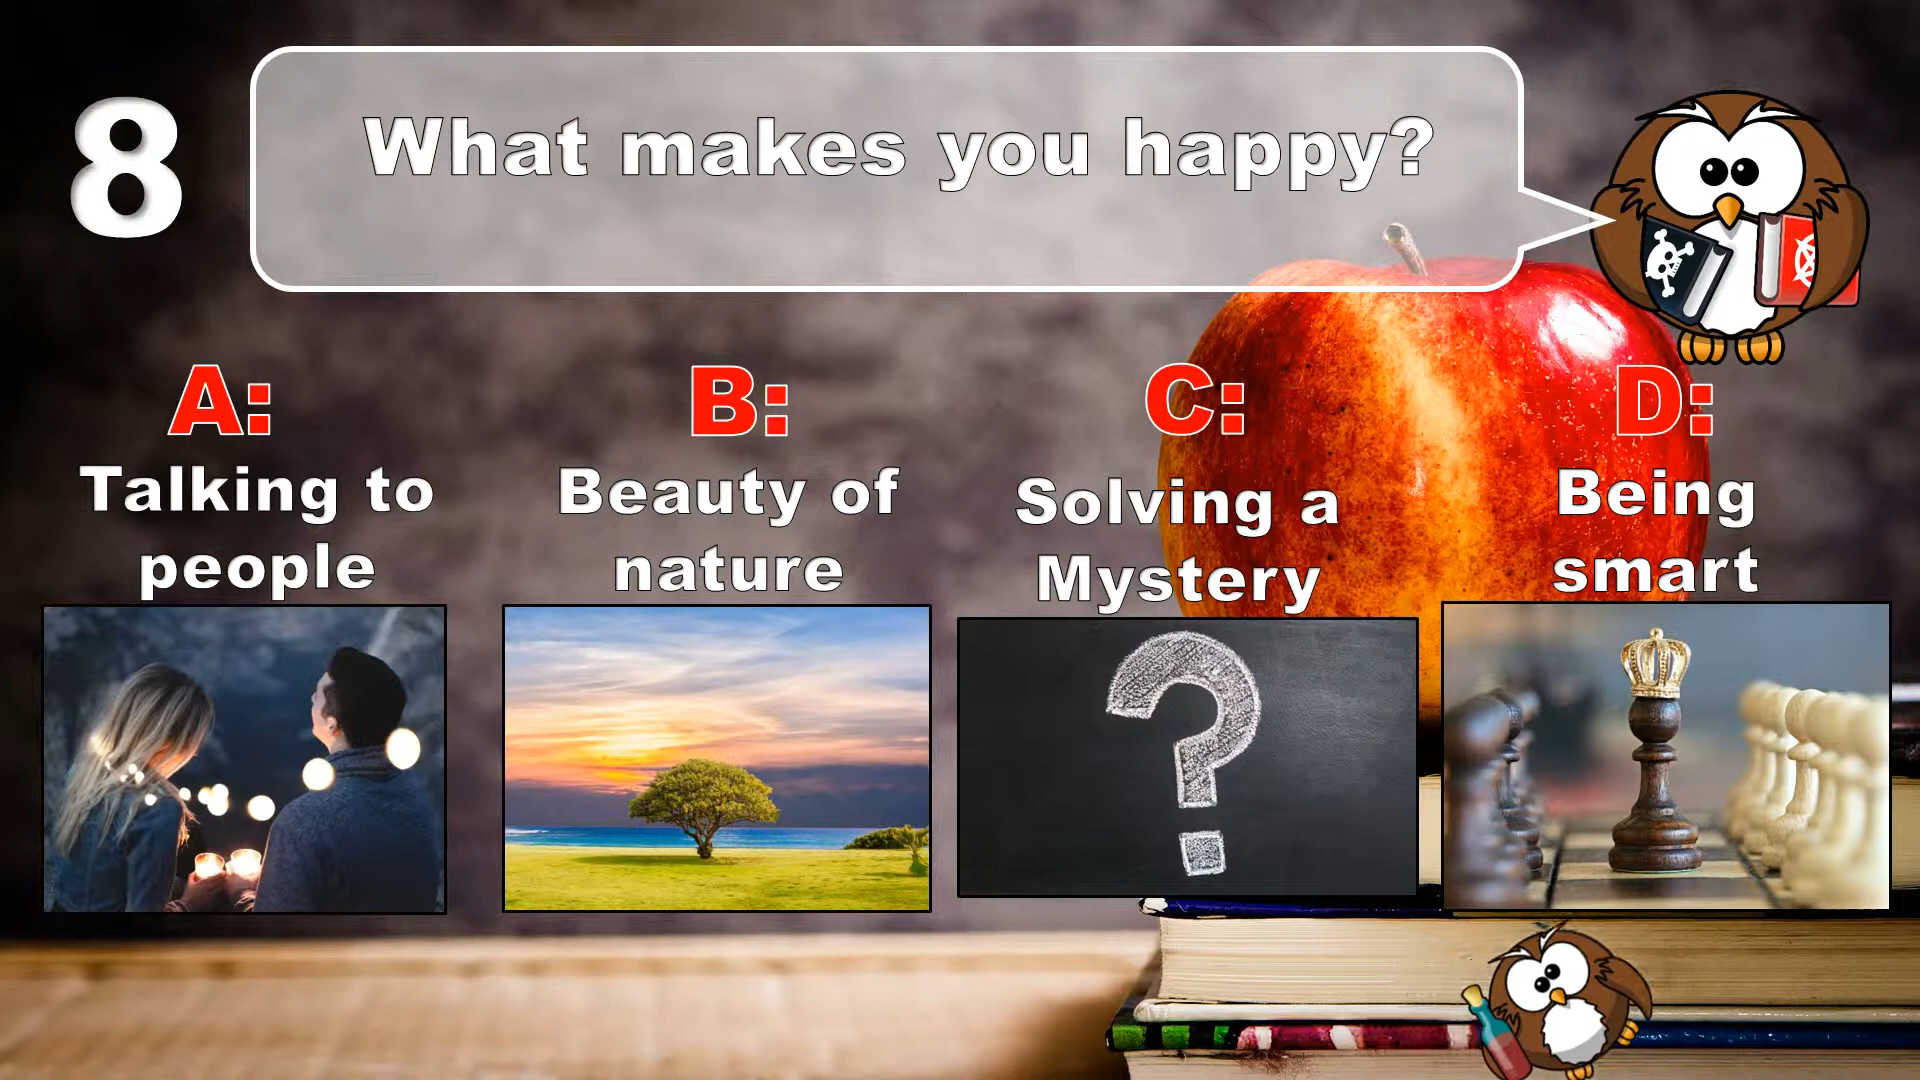 8
What makes you happy?
A:
Talking to
people
B:
Beauty of
nature
C:
Solving a
Mystery
?
D:
Being
smart